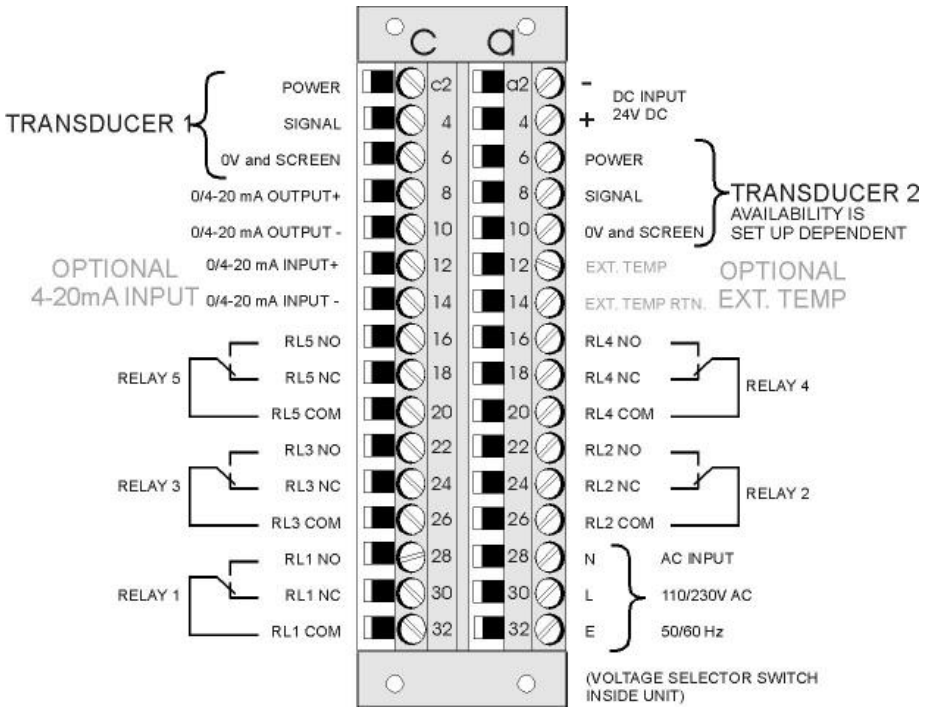 c a
POWER c2 a2 - DC INPUT
TRANSDUCER 1 SIGNAL 4 4 + 24V DC
0V and SCREEN 6 6 POWER
0/4-20 mA OUTPUT+ 8 8 SIGNAL TRANSDUCER 2
AVAILABILITY IS
0/4-20 mA OUTPUT - 10 10 0V and SCREEN SET UP DEPENDENT
OPTIONAL 0/4-20 mA INPUT+ 12 12 EXT. TEMP OPTIONAL
4-20mA INPUT 0/4-20 mA INPUT - 14 14 EXT. TEMP RTN. EXT. TEMP
RL5 NO 16 16 RL4 NO
RELAY 5 RL5 NC 18 18 RL4 NC RELAY 4
RL5 COM 20 20 RL4 COM
RL3 NO 22 22 RL2 NO
RELAY 3 RL3 NC 24 24 RL2 NC RELAY 2
RL3 COM 26 26 RL2 COM
RL1 NO 28 28 N AC INPUT
RELAY 1 RL1 NC 30 30 L 110/230V AC
RL1 COM 32 32 E 50/60 Hz
(VOLTAGE SELECTOR SWITCH
INSIDE UNIT)